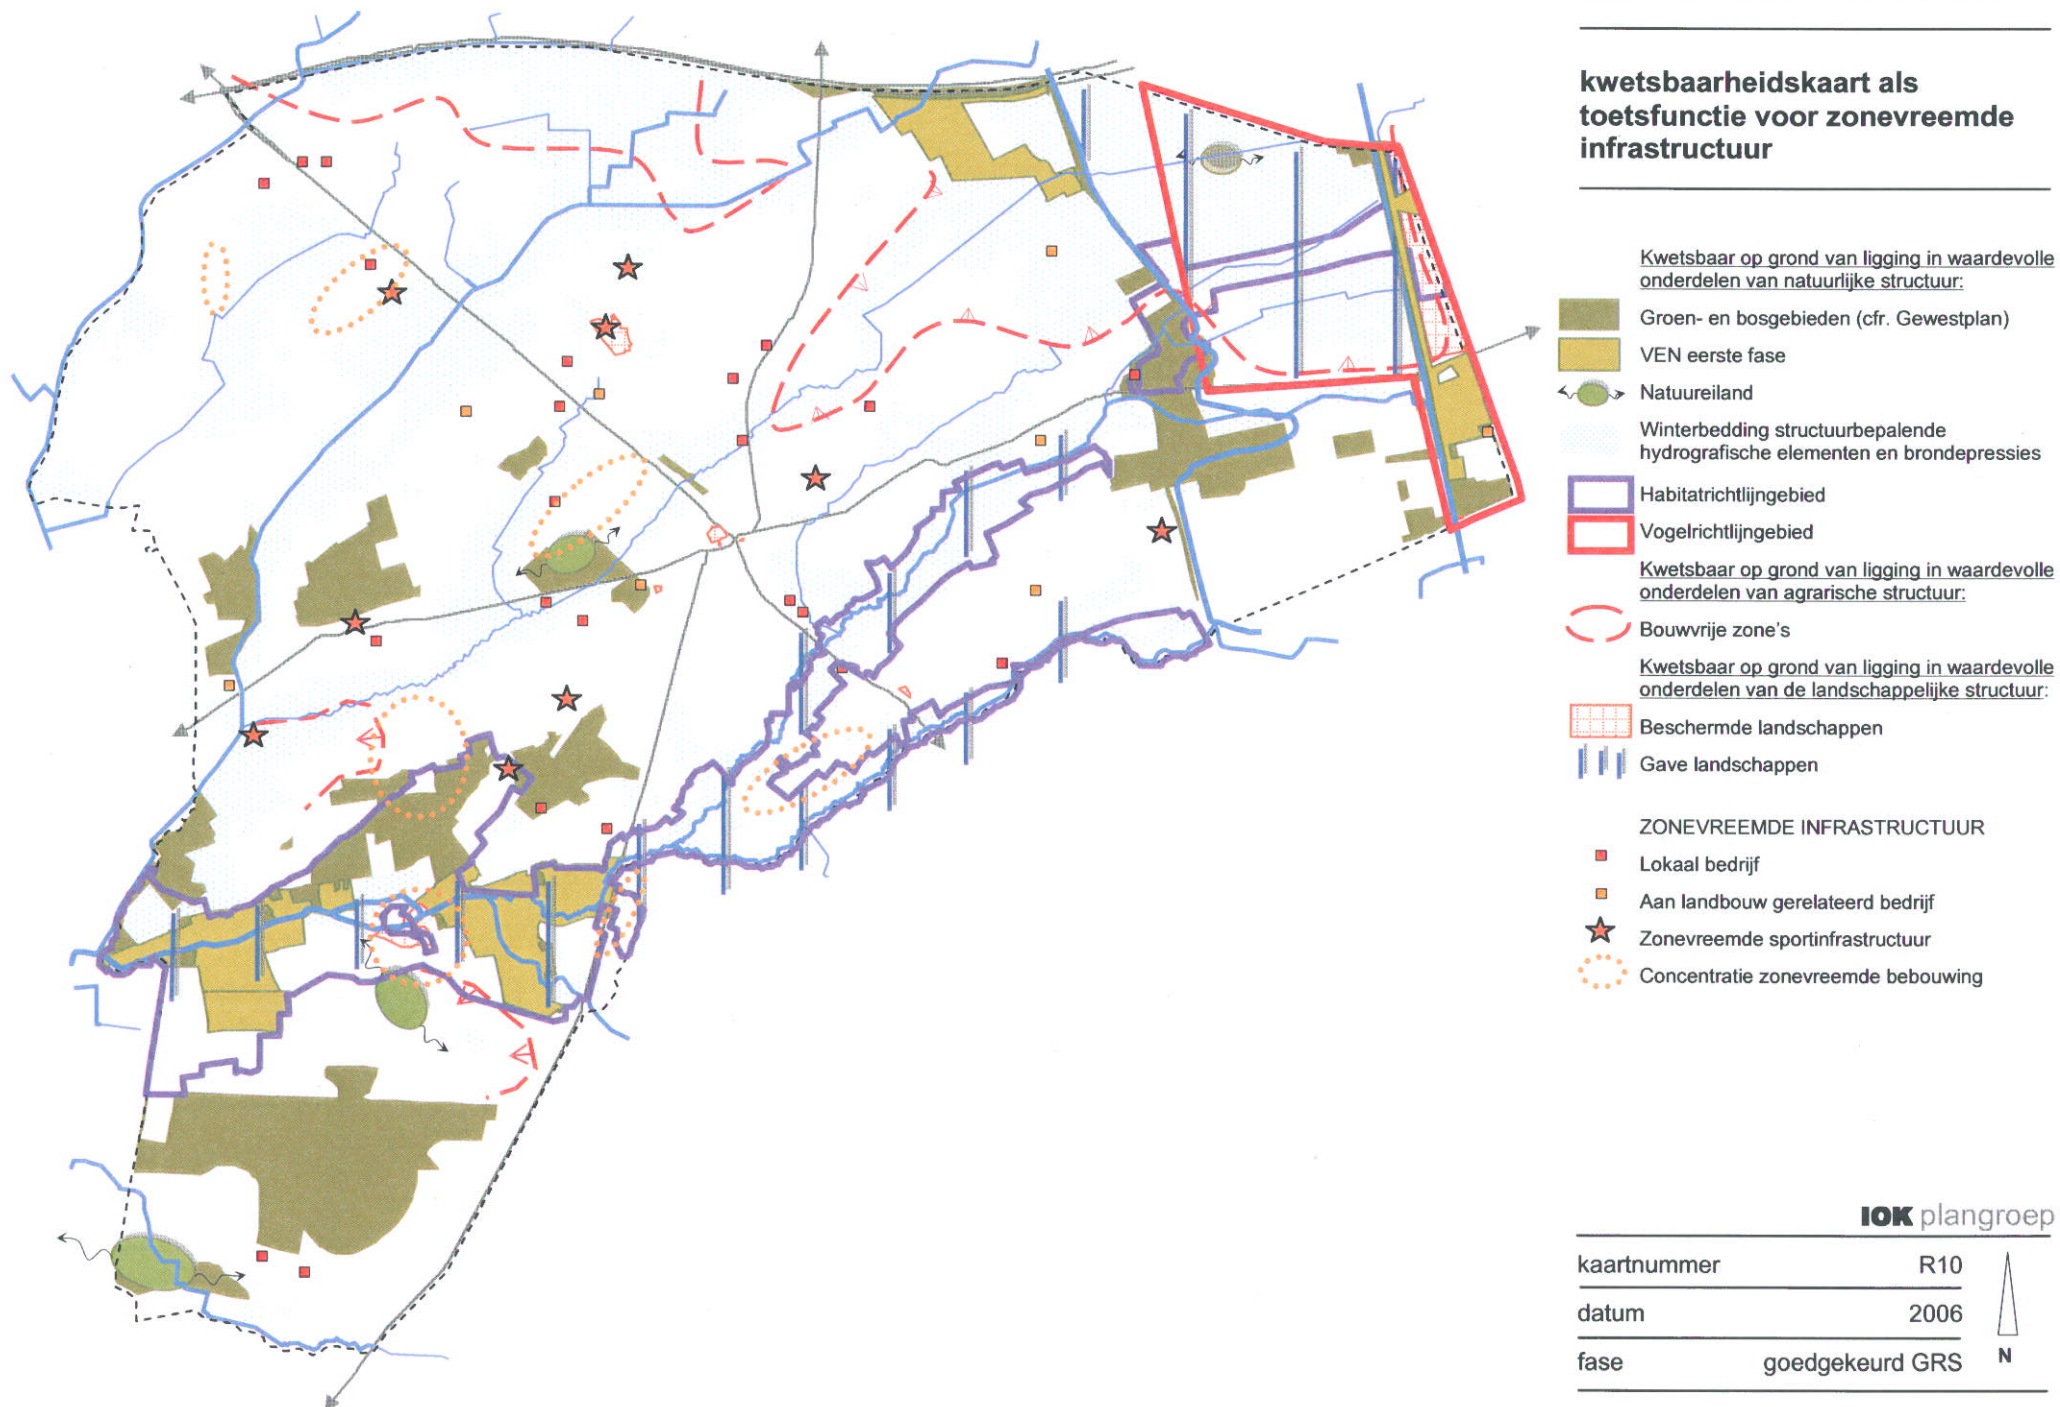 kwetsbaarheidskaart als
toetsfunctie voor zonevreemde
infrastructuur
Kwetsbaar op grond van ligging in waardevolle
onderdelen van natuurlijke structuur:
Groen- en bosgebieden (cfr. Gewestplan)
VEN eerste fase
Natuureiland
Winterbedding structuurbepalende
hydrografische elementen en brondepressies
Habitatrichtlijngebied
Vogelrichtlijngebied
Kwetsbaar op grond van ligging in waardevolle
onderdelen van agrarische structuur:
Bouwvrije zone's
Kwetsbaar op grond van ligging in waardevolle
onderdelen van de landschappelijke structuur:
Beschermde landschappen
Gave landschappen
ZONEVREEMDE INFRASTRUCTUUR
Lokaal bedrijf
Aan landbouw gerelateerd bedrijf
Zonevreemde sportinfrastructuur
Concentratie zonevreemde bebouwing
IOK plangroep
kaartnummer R10
datum 2006
fase goedgekeurd GRS
N